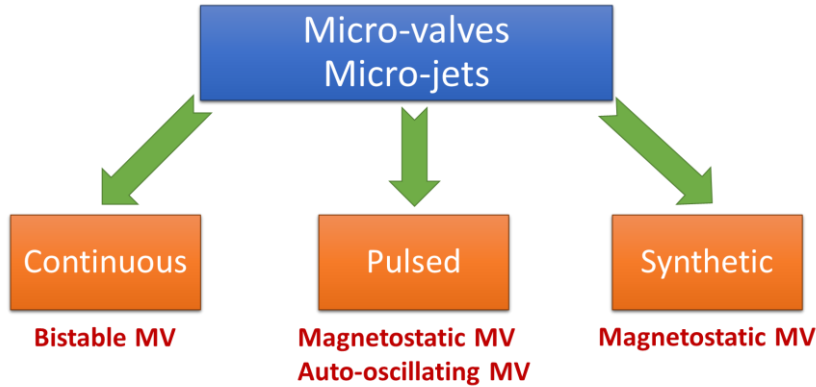 Micro-valves
Micro-jets
Continuous
Pulsed
Synthetic
Bistable MV
Magnetostatic MV
Auto-oscillating MV
Magnetostatic MV